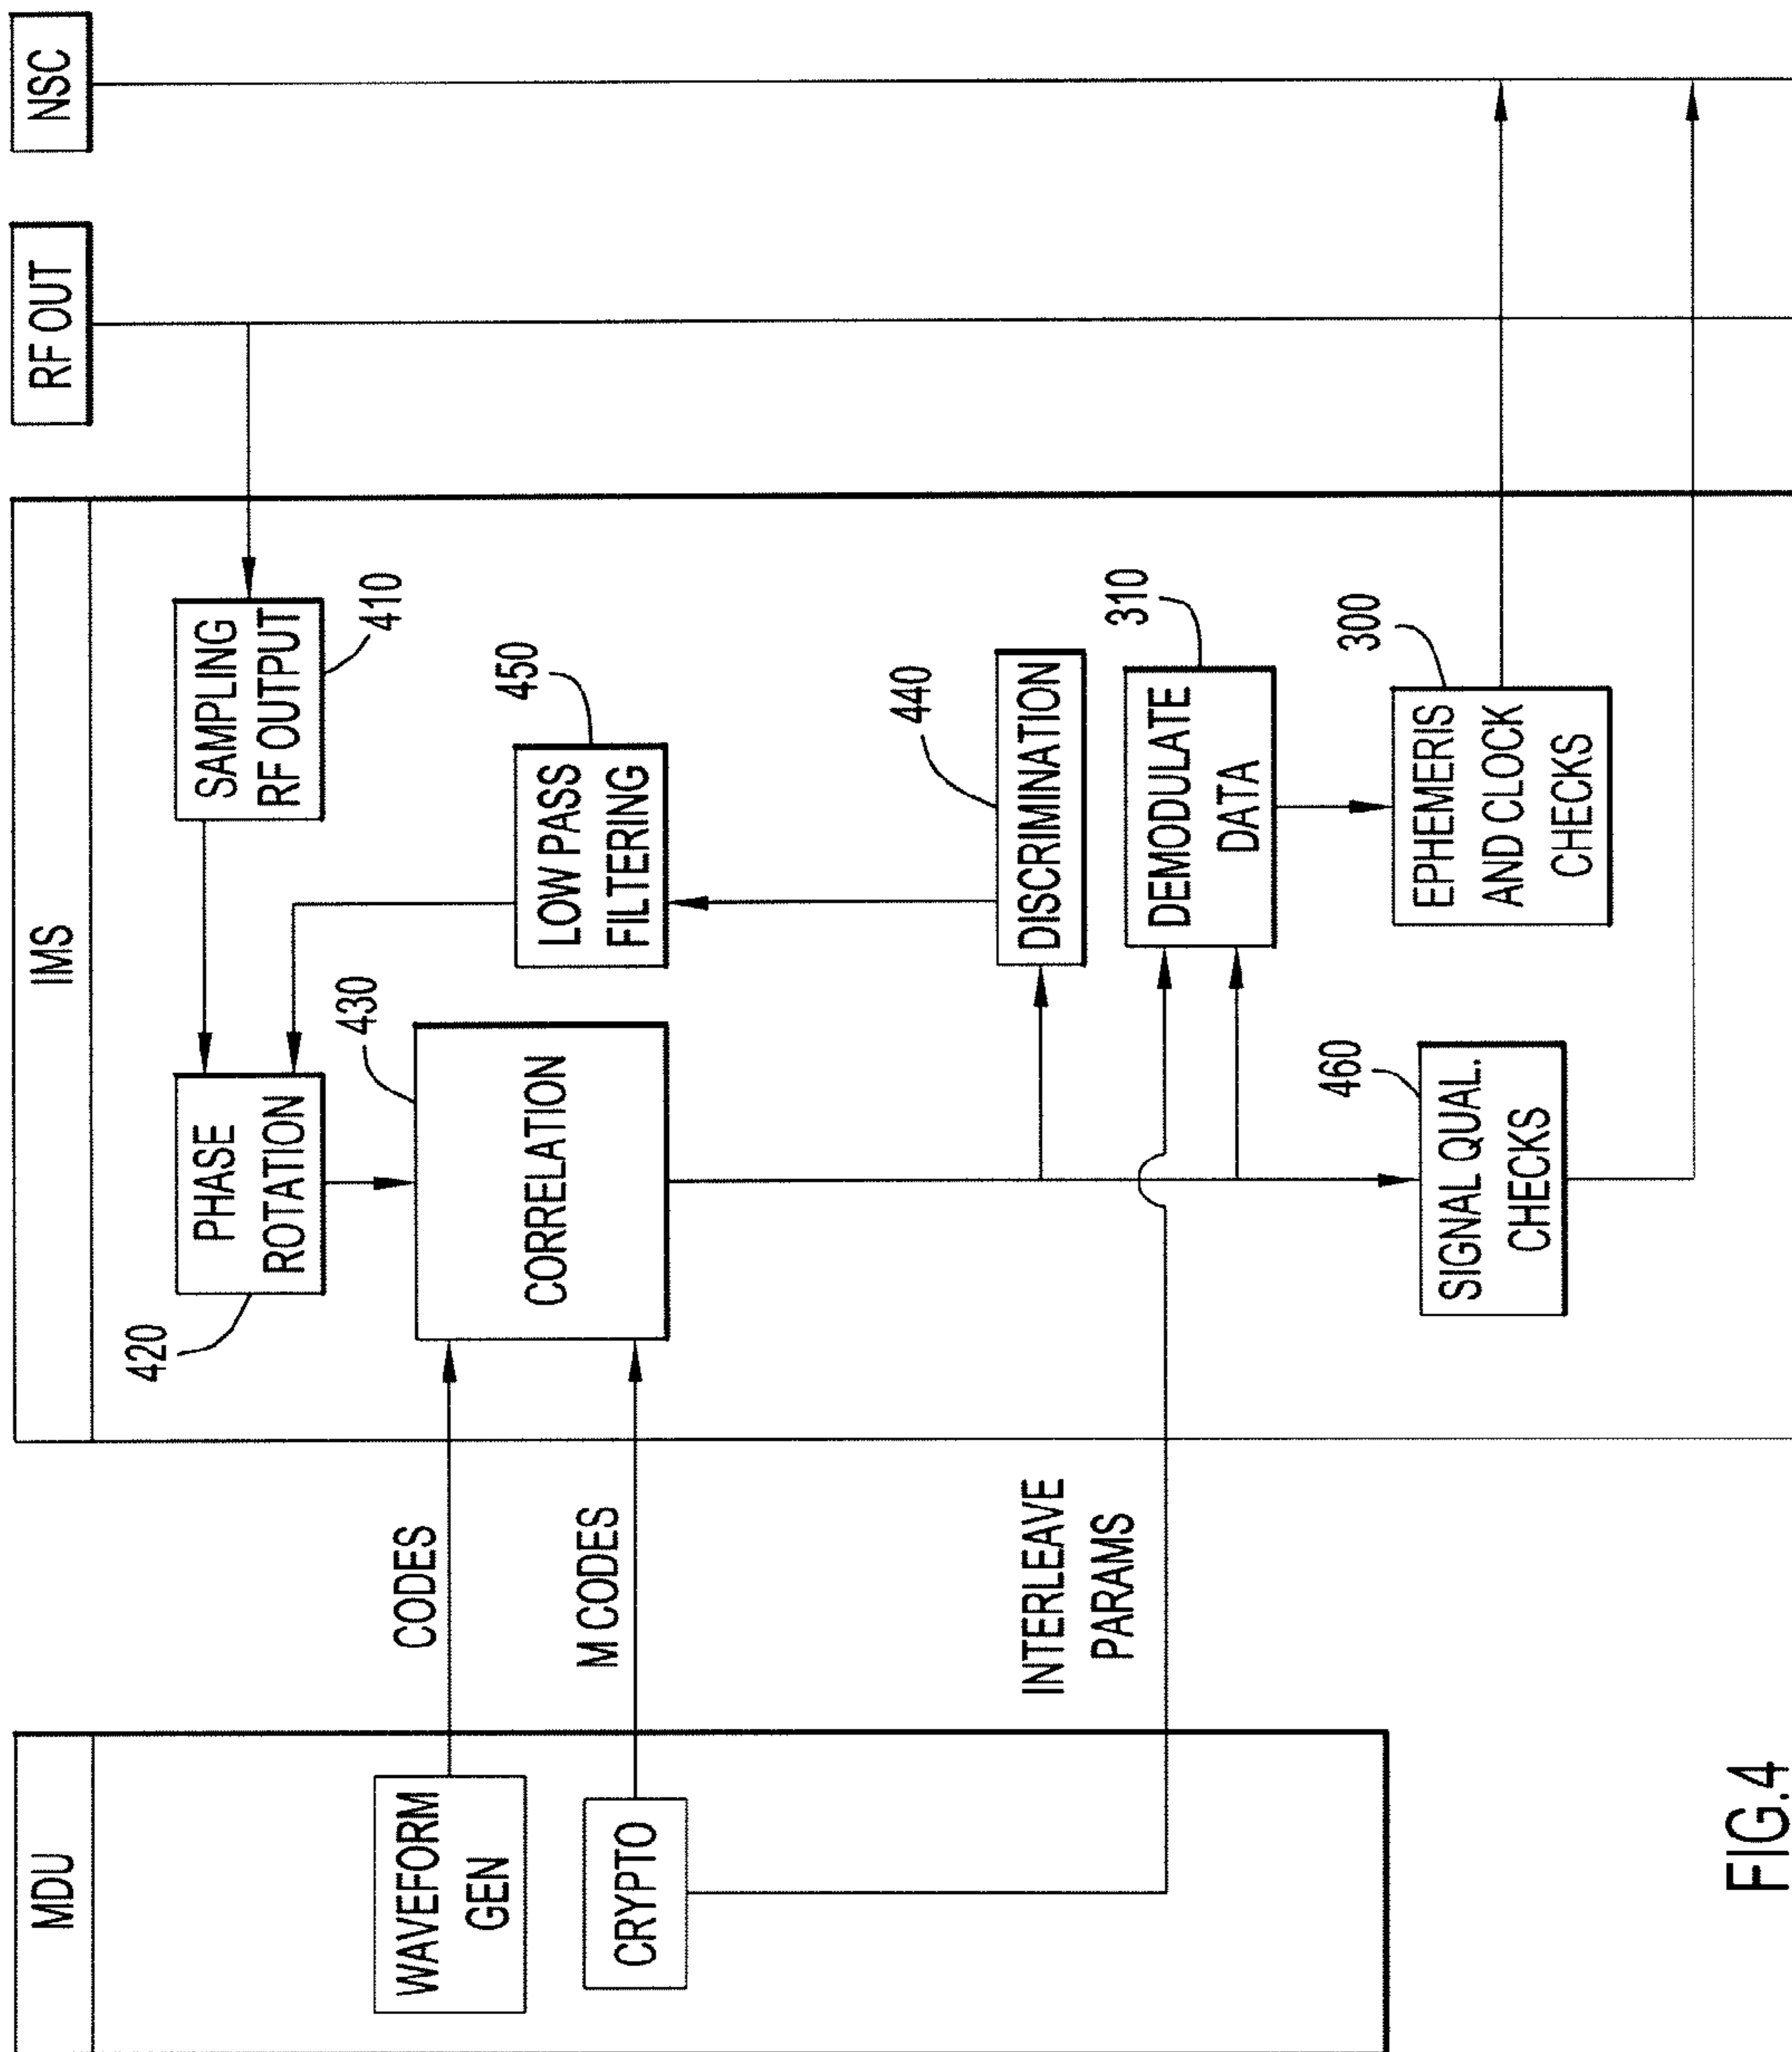 MDU
IMS
RF OUT
NSC
SAMPLING
RF OUTPUT
410
PHASE
ROTATION
420
WAVEFORM
GEN
CODES
CORRELATION
430
LOW PASS
FILTERING
450
CRYPTO
M CODES
DISCRIMINATION
440
INTERLEAVE
PARAMS
DEMODULATE
DATA
310
SIGNAL QUAL.
CHECKS
460
EPHEMERIS
AND CLOCK
CHECKS
300
FIG.4